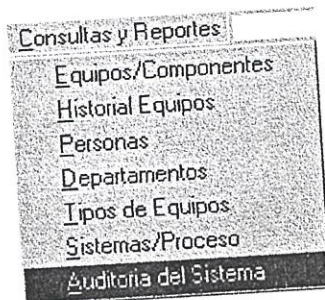 Consultas y Reportes
Equipos/Componentes
Historial Equipos
Personas
Departamentos
Tipos de Equipos
Sistemas/Proceso
Auditoria del Sistema